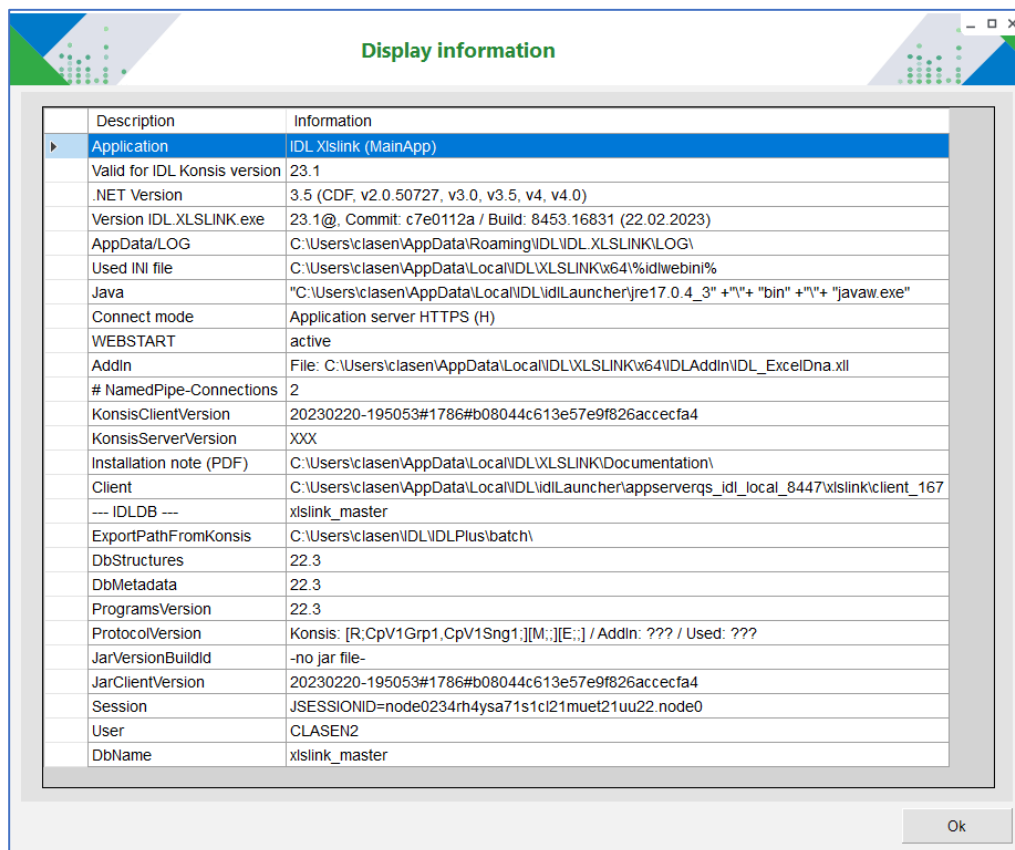 Display information
Description Information
Application IDL Xlslink (MainApp)
Valid for IDL Konsis version 23.1
.NET Version 3.5 (CDF, v2.0.50727, v3.0, v3.5, v4, v4.0)
Version IDL.XLSLINK.exe 23.1@, Commit: c7e0112a / Build: 8453.16831 (22.02.2023)
AppData/LOG C:\Users\clasen\AppData\Roaming\IDL\IDL.XLSLINK\LOG\
Used INI file C:\Users\clasen\AppData\Local\IDL\XLSLINK\x64\%idlwebini%
Java "C:\Users\clasen\AppData\Local\IDL\idlLauncher\jre17.0.4_3" +"\"+ "bin" +"\"+ "javaw.exe"
Connect mode Application server HTTPS (H)
WEBSTART active
AddIn File: C:\Users\clasen\AppData\Local\IDL\XLSLINK\x64\IDLAddIn\IDL_ExcelDna.xll
# NamedPipe-Connections 2
KonsisClientVersion 20230220-195053#1786#b08044c613e57e9f826accecfa4
KonsisServerVersion XXX
Installation note (PDF) C:\Users\clasen\AppData\Local\IDL\XLSLINK\Documentation\
Client C:\Users\clasen\AppData\Local\IDL\idlLauncher\appserverqs_idl_local_8447\xlslink\client_167
--- IDLDB --- xlslink_master
ExportPathFromKonsis C:\Users\clasen\IDL\IDLPlus\batch\
DbStructures 22.3
DbMetadata 22.3
ProgramsVersion 22.3
ProtocolVersion Konsis: [R;CpV1Grp1,CpV1Sng1;][M;;][E;;] / AddIn: ??? / Used: ???
JarVersionBuildId -no jar file-
JarClientVersion 20230220-195053#1786#b08044c613e57e9f826accecfa4
Session JSESSIONID=node0234rh4ysa71s1cl21muet21uu22.node0
User CLASEN2
DbName xlslink_master
Ok